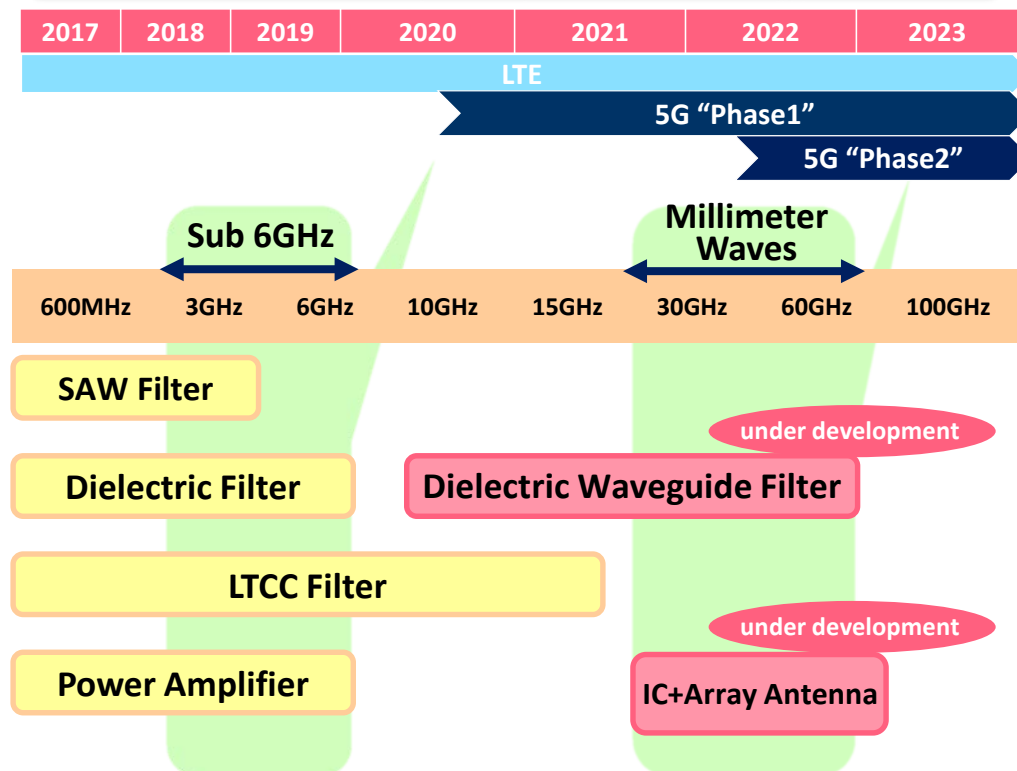 2017 2018 2019 2020 2021 2022 2023
LTE
5G “Phase1”
5G “Phase2”
Sub 6GHz
Millimeter
Waves
600MHz 3GHz 6GHz 10GHz 15GHz 30GHz 60GHz 100GHz
SAW Filter
under development
Dielectric Filter
Dielectric Waveguide Filter
LTCC Filter
under development
Power Amplifier
IC+Array Antenna